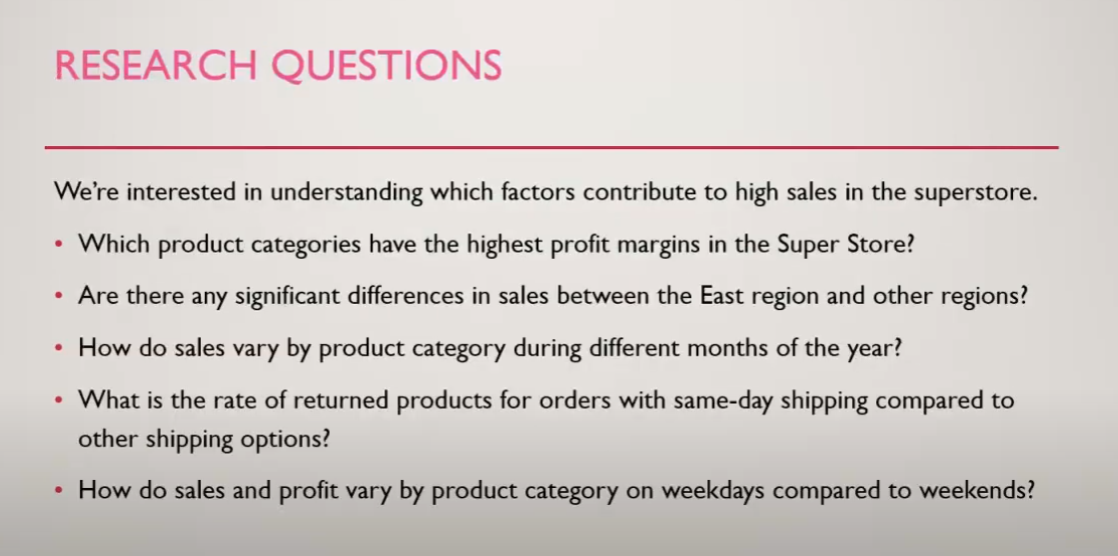 RESEARCH QUESTIONS
We're interested in understanding which factors contribute to high sales in the superstore.
• Which product categories have the highest profit margins in the Super Store?
• Are there any significant differences in sales between the East region and other regions?
• How do sales vary by product category during different months of the year?
• What is the rate of returned products for orders with same-day shipping compared to
other shipping options?
• How do sales and profit vary by product category on weekdays compared to weekends?